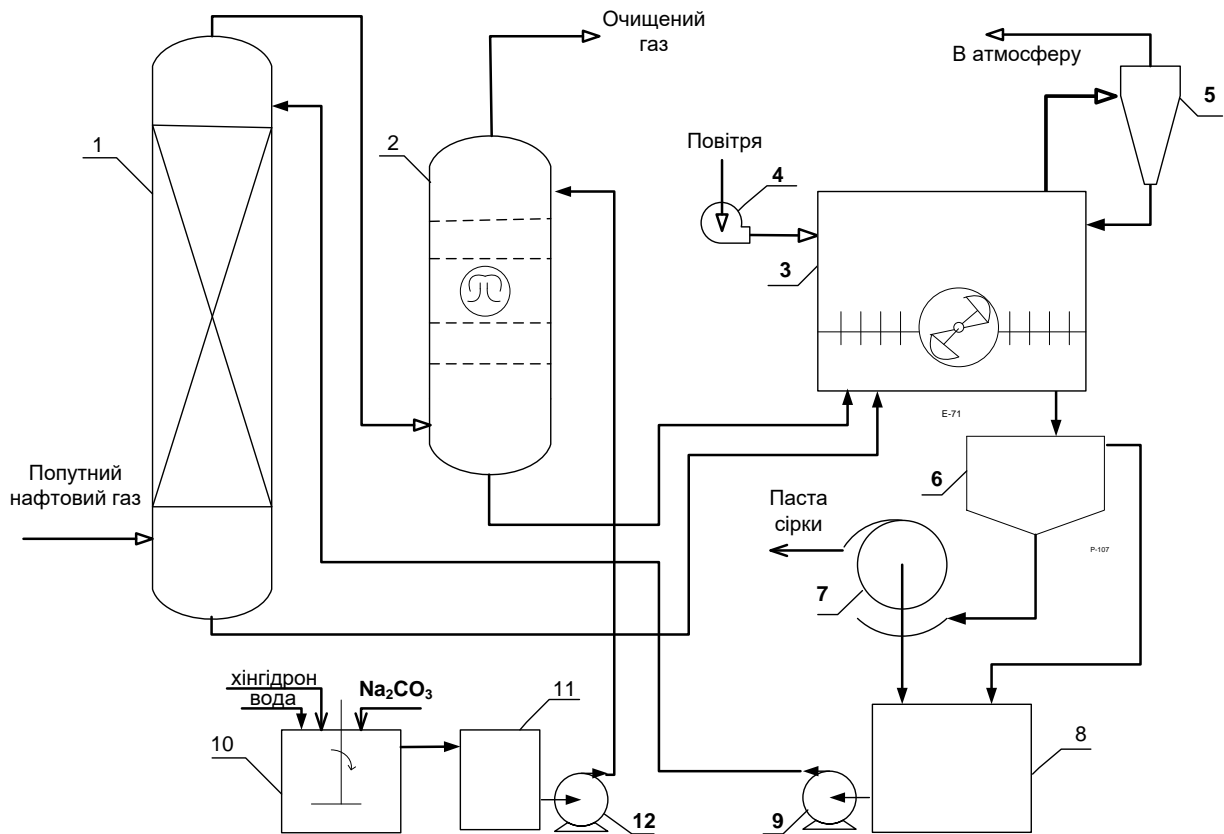 Очищений
газ
В атмосферу
5
1
2
Повітря
4
3
E-71
Попутний
нафтовий газ
6
Паста
сірки
P-107
7
хінгідрон
вода
Na₂CO₃
11
10
8
12
9